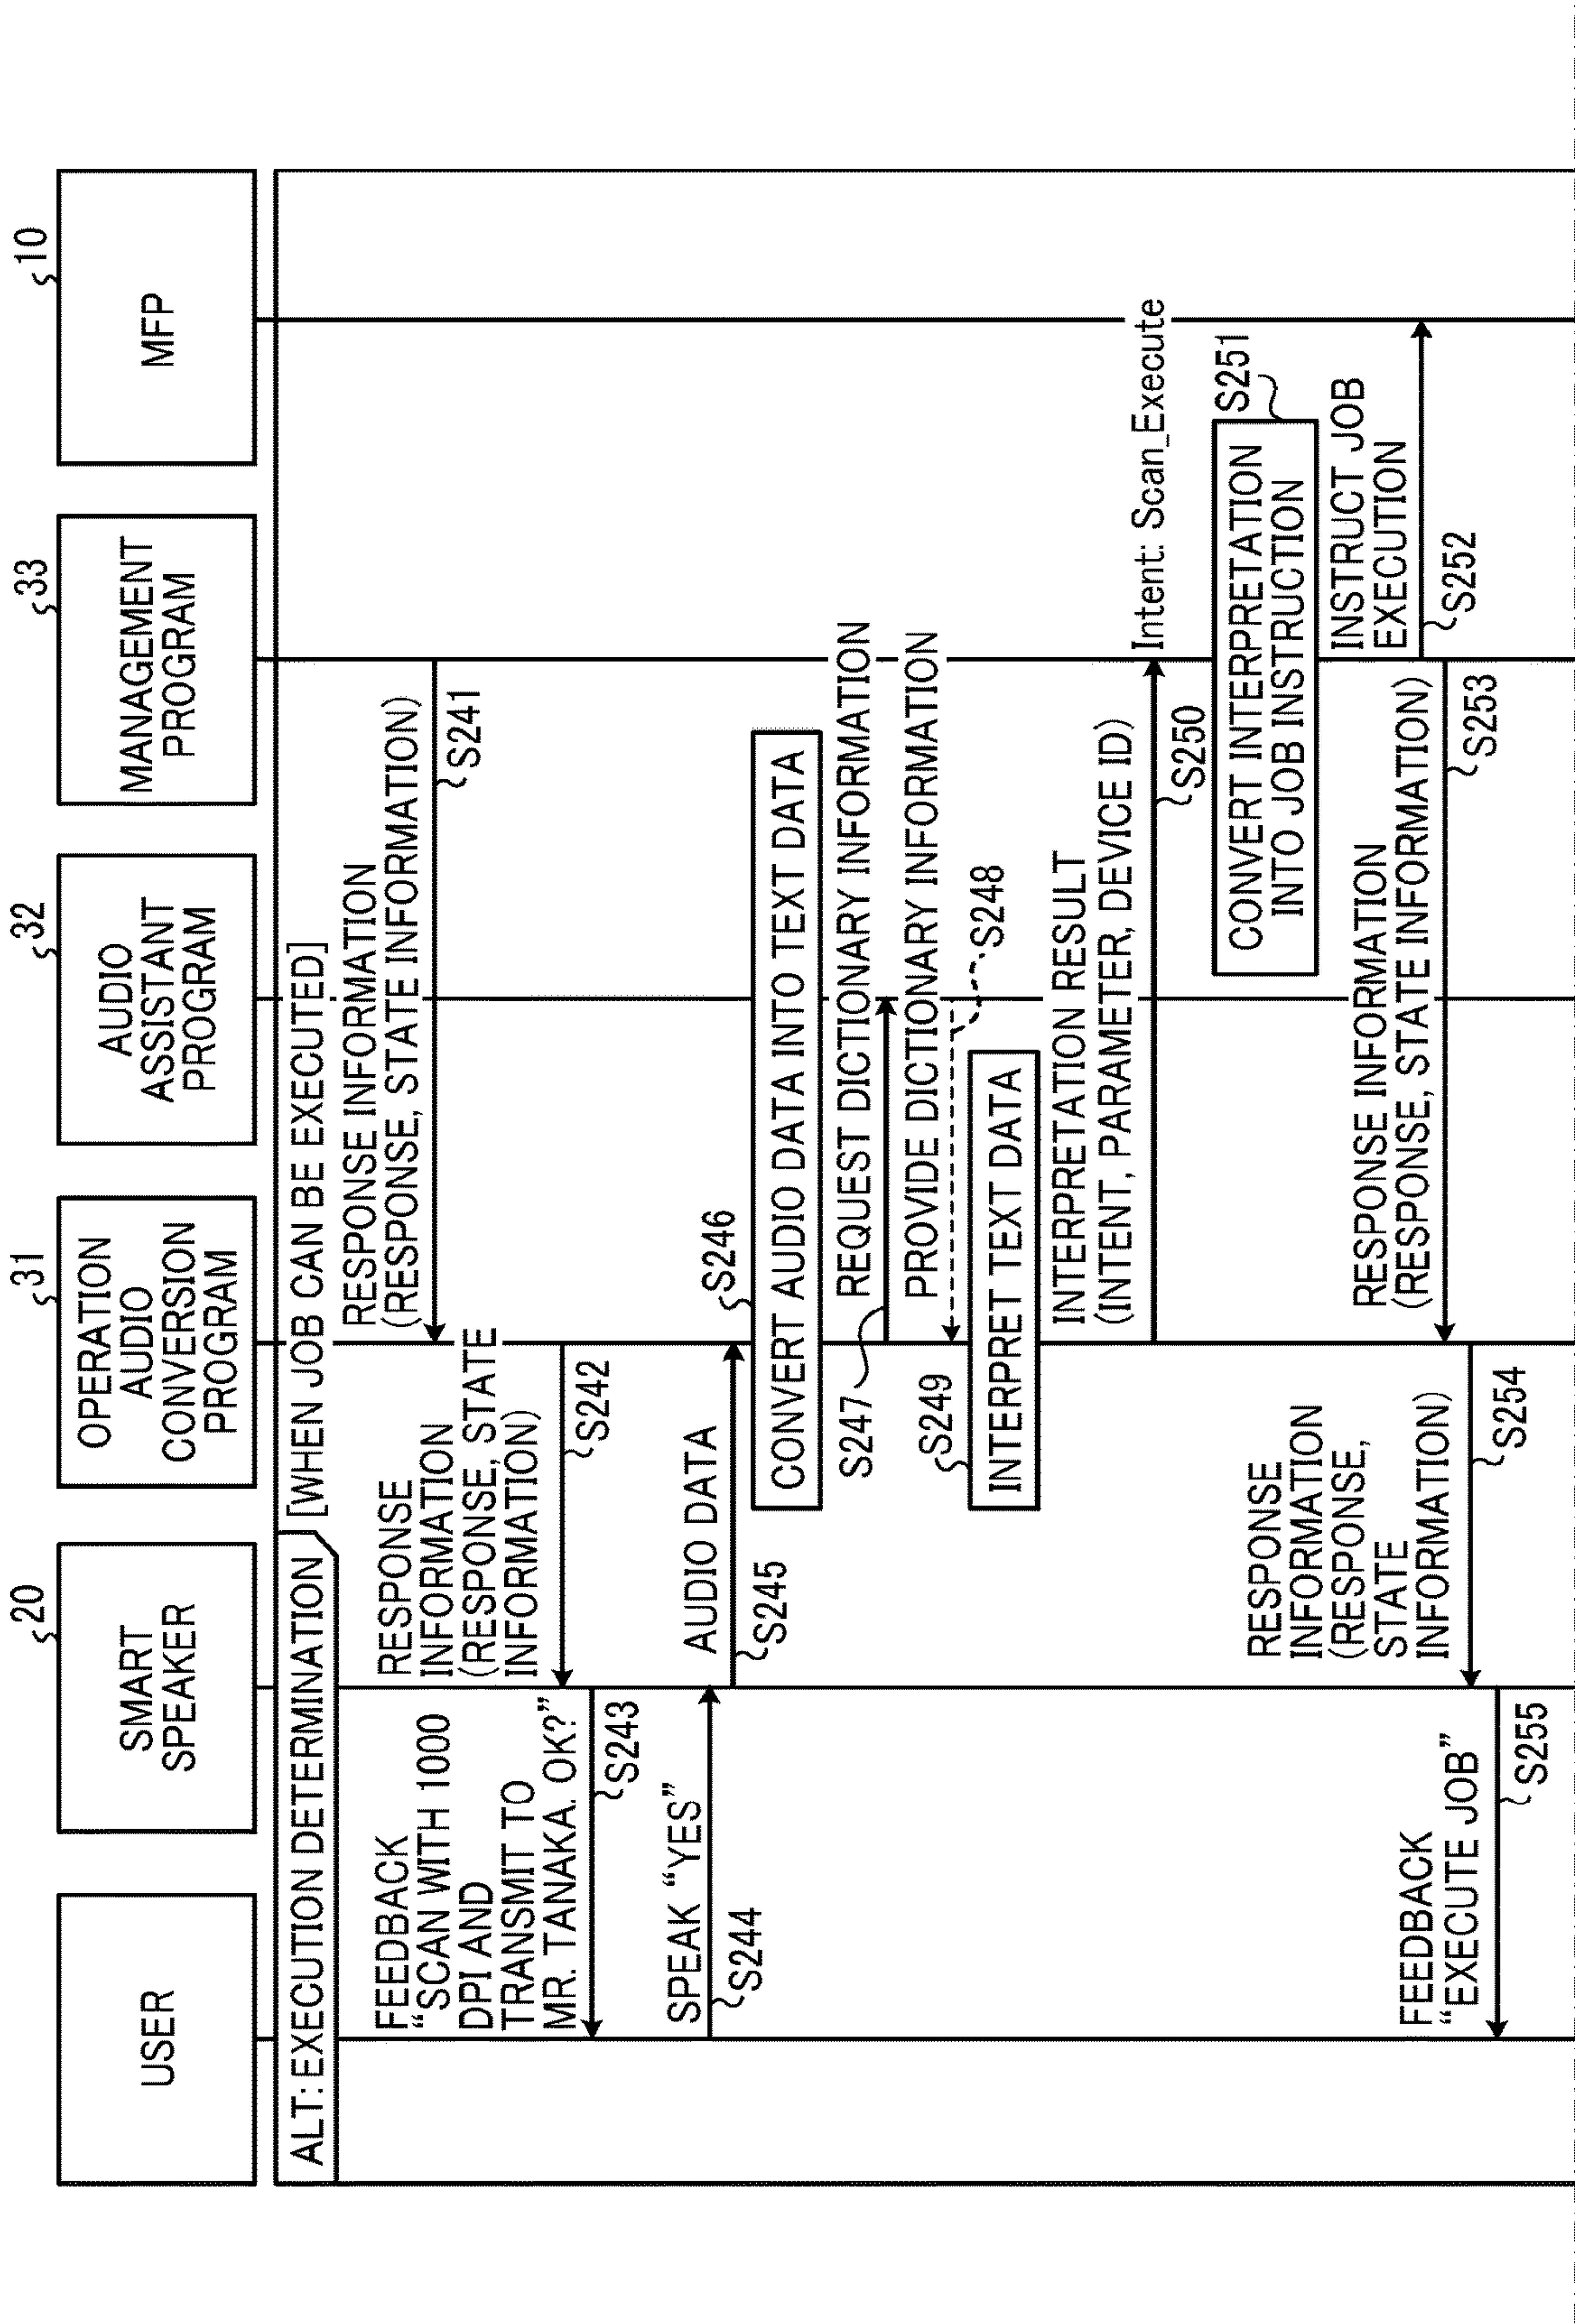 USER
20
SMART
SPEAKER
31
OPERATION
AUDIO
CONVERSION
PROGRAM
32
AUDIO
ASSISTANT
PROGRAM
33
MANAGEMENT
PROGRAM
10
MFP
ALT: EXECUTION DETERMINATION
[WHEN JOB CAN BE EXECUTED]
RESPONSE INFORMATION
(RESPONSE, STATE INFORMATION)
S241
RESPONSE
INFORMATION
(RESPONSE, STATE
INFORMATION)
S242
FEEDBACK
“SCAN WITH 1000
DPI AND
TRANSMIT TO
MR. TANAKA. OK?”
S243
SPEAK “YES”
S244
AUDIO DATA
S245
S246
CONVERT AUDIO DATA INTO TEXT DATA
REQUEST DICTIONARY INFORMATION
S247
PROVIDE DICTIONARY INFORMATION
S248
S249
INTERPRET TEXT DATA
INTERPRETATION RESULT
(INTENT, PARAMETER, DEVICE ID)
Intent: Scan_Execute
S250
S251
CONVERT INTERPRETATION
INTO JOB INSTRUCTION
INSTRUCT JOB
EXECUTION
S252
RESPONSE INFORMATION
(RESPONSE, STATE INFORMATION)
S253
RESPONSE
INFORMATION
(RESPONSE,
STATE
INFORMATION)
S254
FEEDBACK
“EXECUTE JOB”
S255